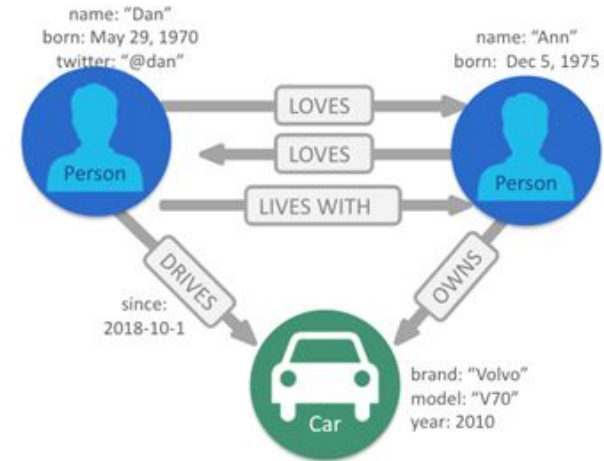 name: “Dan”
born: May 29, 1970
twitter: “@dan”
name: “Ann”
born: Dec 5, 1975
LOVES
LOVES
Person
Person
LIVES WITH
DRIVES
OWNS
since:
2018-10-1
brand: “Volvo”
model: “V70”
year: 2010
Car